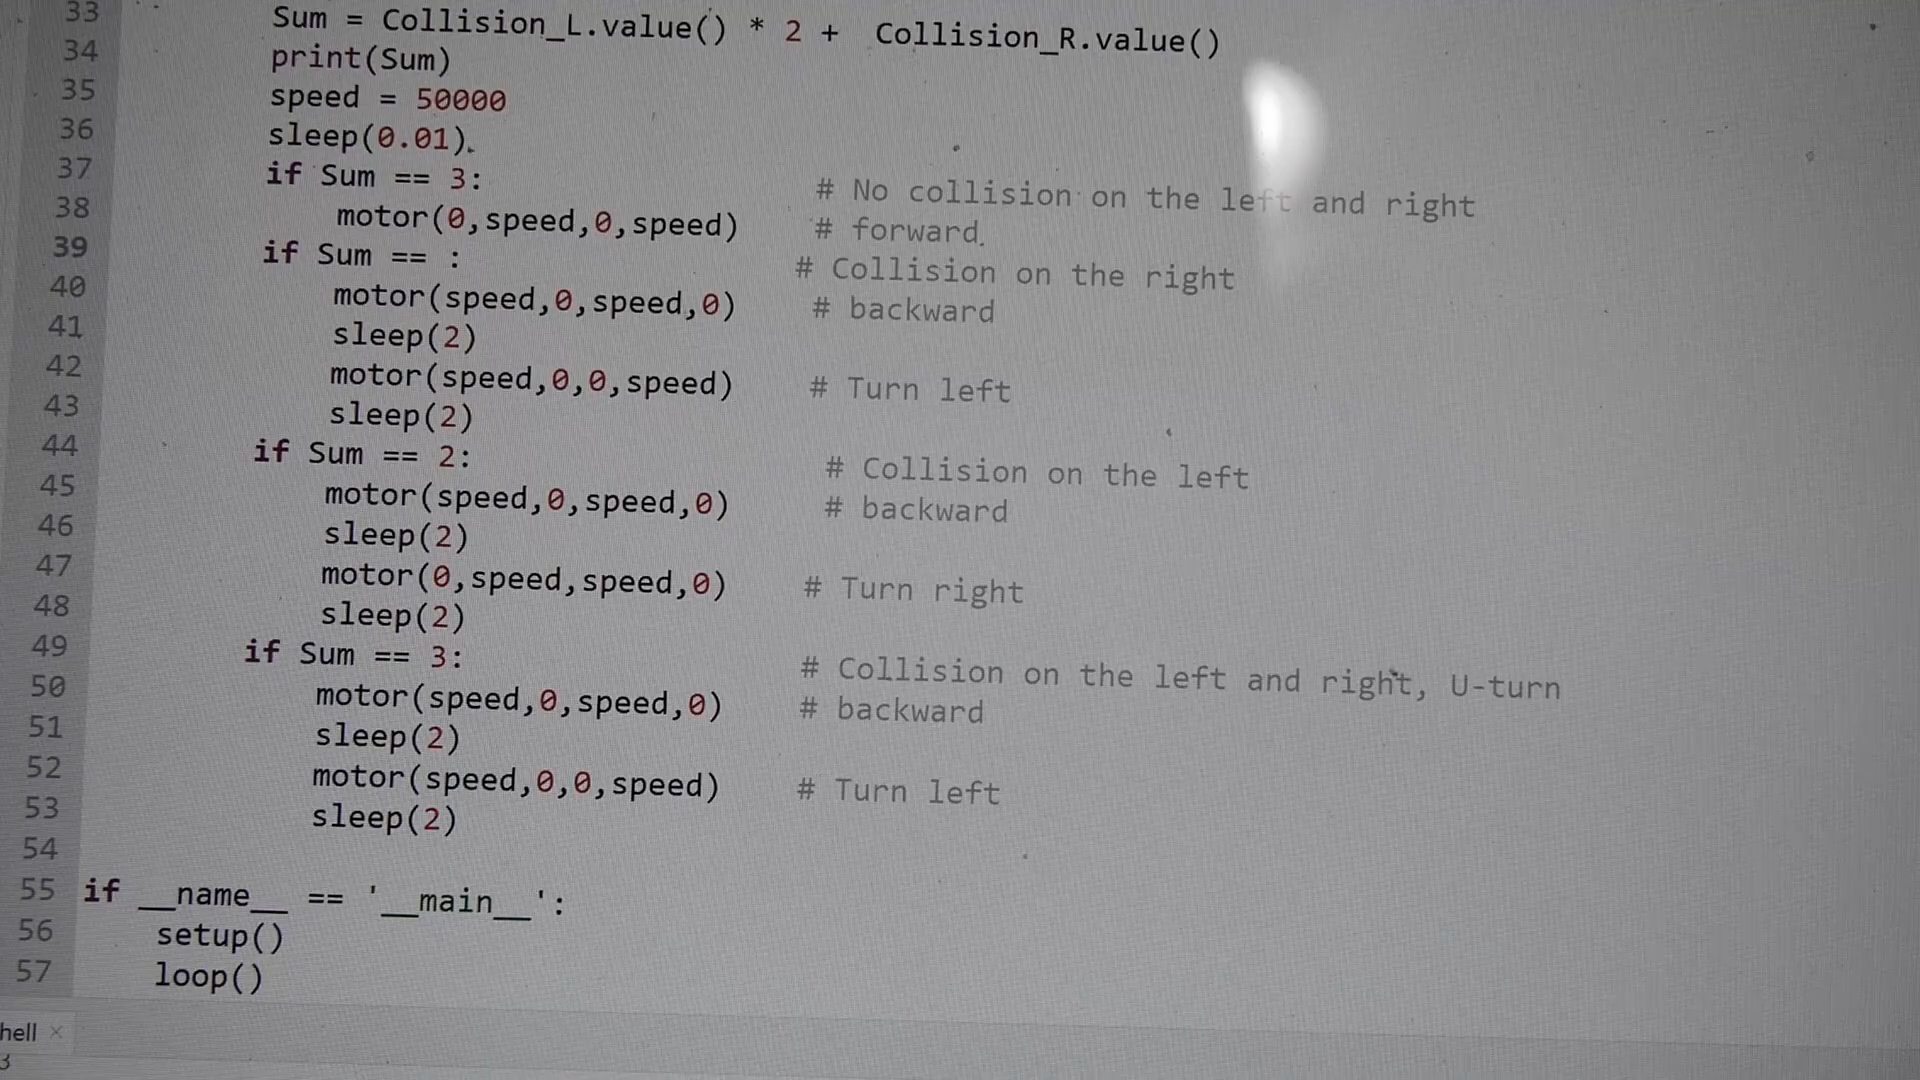 33 Sum = Collision_L.value() * 2 + Collision_R.value()
34 print(Sum)
35 speed = 50000
36 sleep(0.01)
37 if Sum == 3: # No collision on the left and right
38 motor(0,speed,0,speed) # forward
39 if Sum == : # Collision on the right
40 motor(speed,0,speed,0) # backward
41 sleep(2)
42 motor(speed,0,0,speed) # Turn left
43 sleep(2)
44 if Sum == 2: # Collision on the left
45 motor(speed,0,speed,0) # backward
46 sleep(2)
47 motor(0,speed,speed,0) # Turn right
48 sleep(2)
49 if Sum == 3: # Collision on the left and right, U-turn
50 motor(speed,0,speed,0) # backward
51 sleep(2)
52 motor(speed,0,0,speed) # Turn left
53 sleep(2)
54
55 if __name__ == '__main__':
56 setup()
57 loop()
hell ×
3